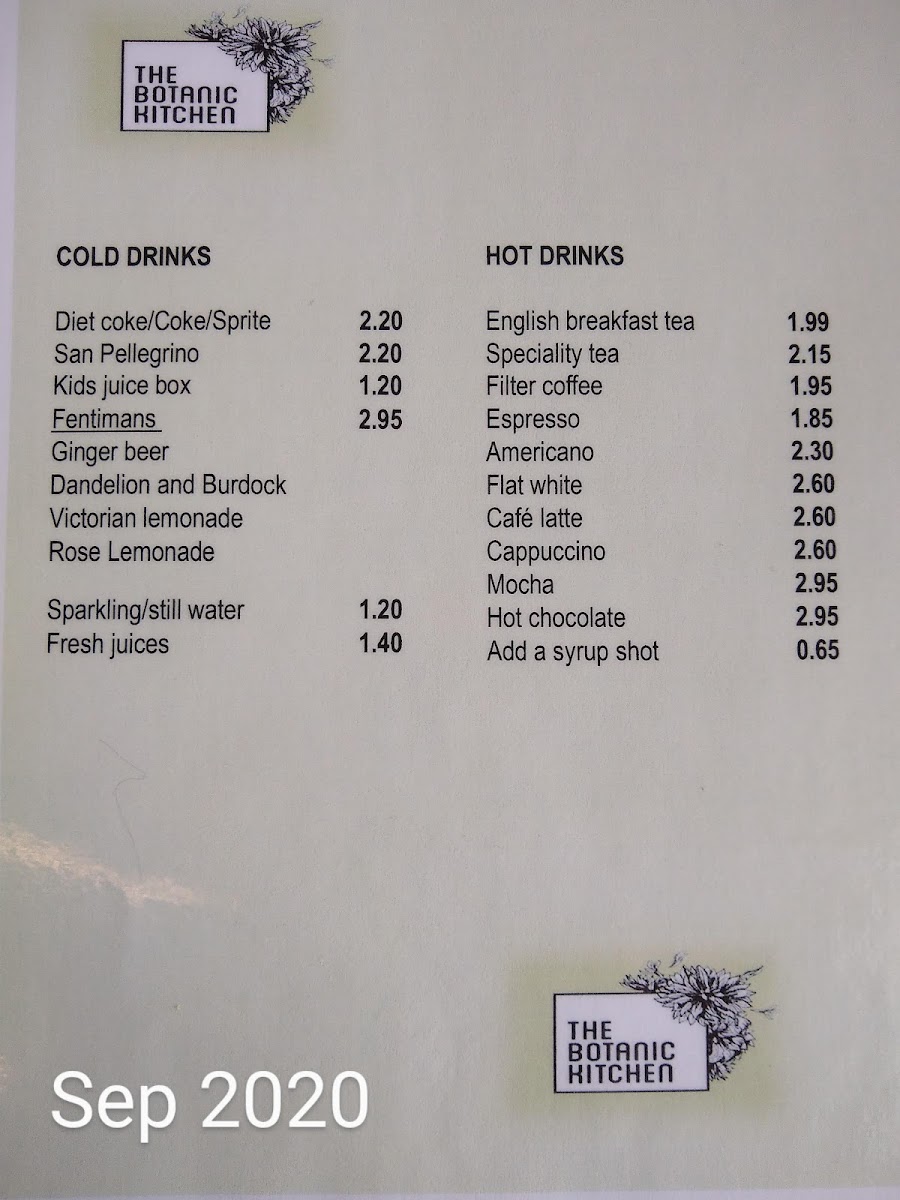 THE
BOTANIC
KITCHEN
COLD DRINKS
Diet coke/Coke/Sprite 2.20
San Pellegrino 2.20
Kids juice box 1.20
Fentimans 2.95
Ginger beer
Dandelion and Burdock
Victorian lemonade
Rose Lemonade
Sparkling/still water 1.20
Fresh juices 1.40
HOT DRINKS
English breakfast tea 1.99
Speciality tea 2.15
Filter coffee 1.95
Espresso 1.85
Americano 2.30
Flat white 2.60
Café latte 2.60
Cappuccino 2.60
Mocha 2.95
Hot chocolate 2.95
Add a syrup shot 0.65
THE
BOTANIC
KITCHEN
Sep 2020